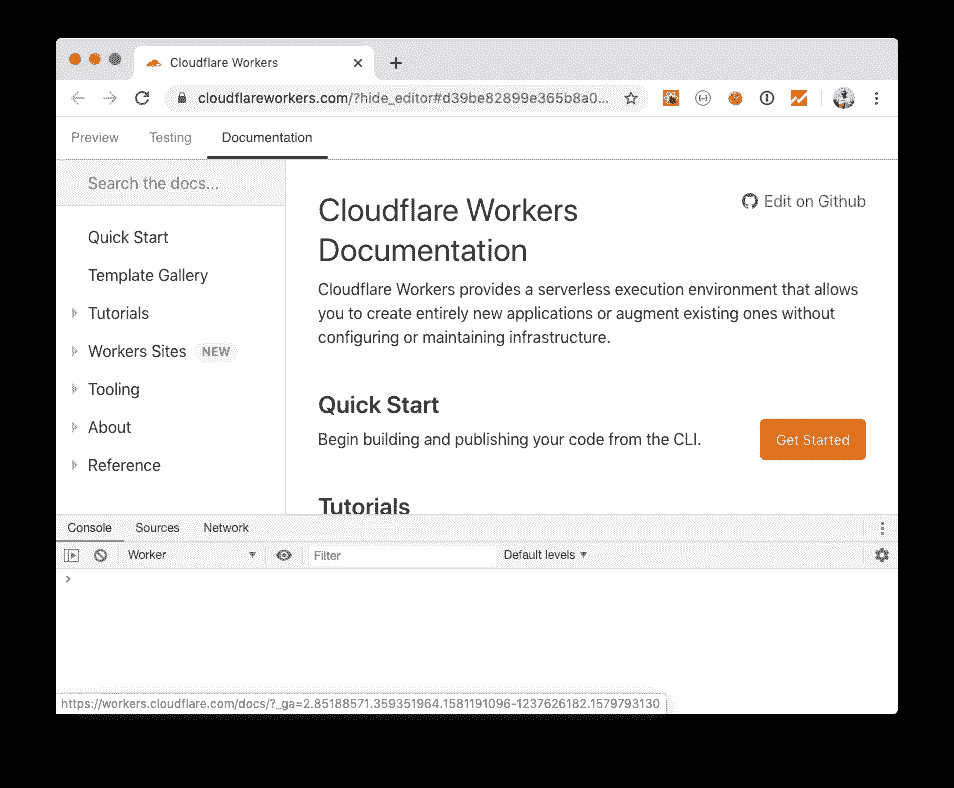 Cloudflare Workers
cloudflareworkers.com/?hide_editor#d39be82899e365b8a0...
Preview Testing Documentation
Search the docs...
Quick Start
Template Gallery
Tutorials
Workers Sites NEW
Tooling
About
Reference
Edit on Github
Cloudflare Workers
Documentation
Cloudflare Workers provides a serverless execution environment that allows
you to create entirely new applications or augment existing ones without
configuring or maintaining infrastructure.
Quick Start
Begin building and publishing your code from the CLI.
Get Started
Tutorials
Console Sources Network
Worker Filter Default levels
https://workers.cloudflare.com/docs/?_ga=2.85188571.359351964.1581191096-1237626182.1579793130